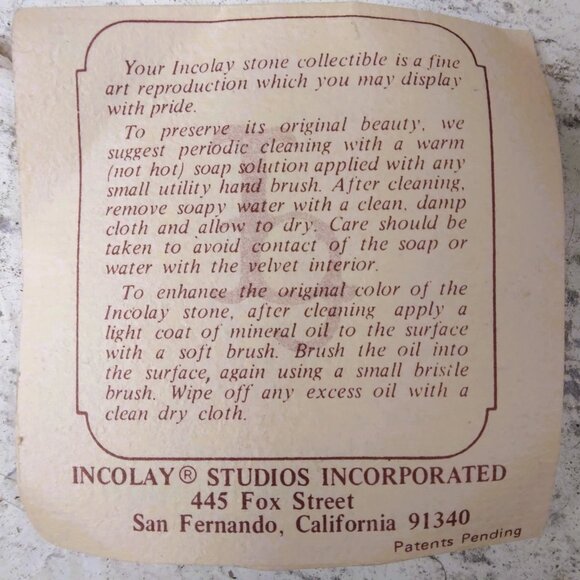 Your Incolay stone collectible is a fine
art reproduction which you may display
with pride.
To preserve its original beauty, we
suggest periodic cleaning with a warm
(not hot) soap solution applied with any
small utility hand brush. After cleaning,
remove soapy water with a clean, damp
cloth and allow to dry. Care should be
taken to avoid contact of the soap or
water with the velvet interior.
To enhance the original color of the
Incolay stone, after cleaning apply a
light coat of mineral oil to the surface
with a soft brush. Brush the oil into
the surface, again using a small bristle
brush. Wipe off any excess oil with a
clean dry cloth.
INCOLAY® STUDIOS INCORPORATED
445 Fox Street
San Fernando, California 91340
Patents Pending